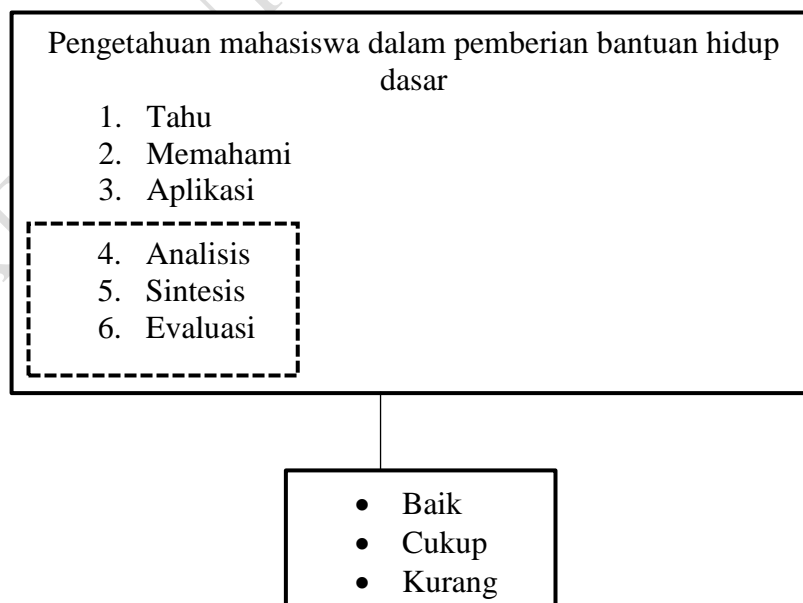 Pengetahuan mahasiswa dalam pemberian bantuan hidup
dasar
1. Tahu
2. Memahami
3. Aplikasi
4. Analisis
5. Sintesis
6. Evaluasi
• Baik
• Cukup
• Kurang